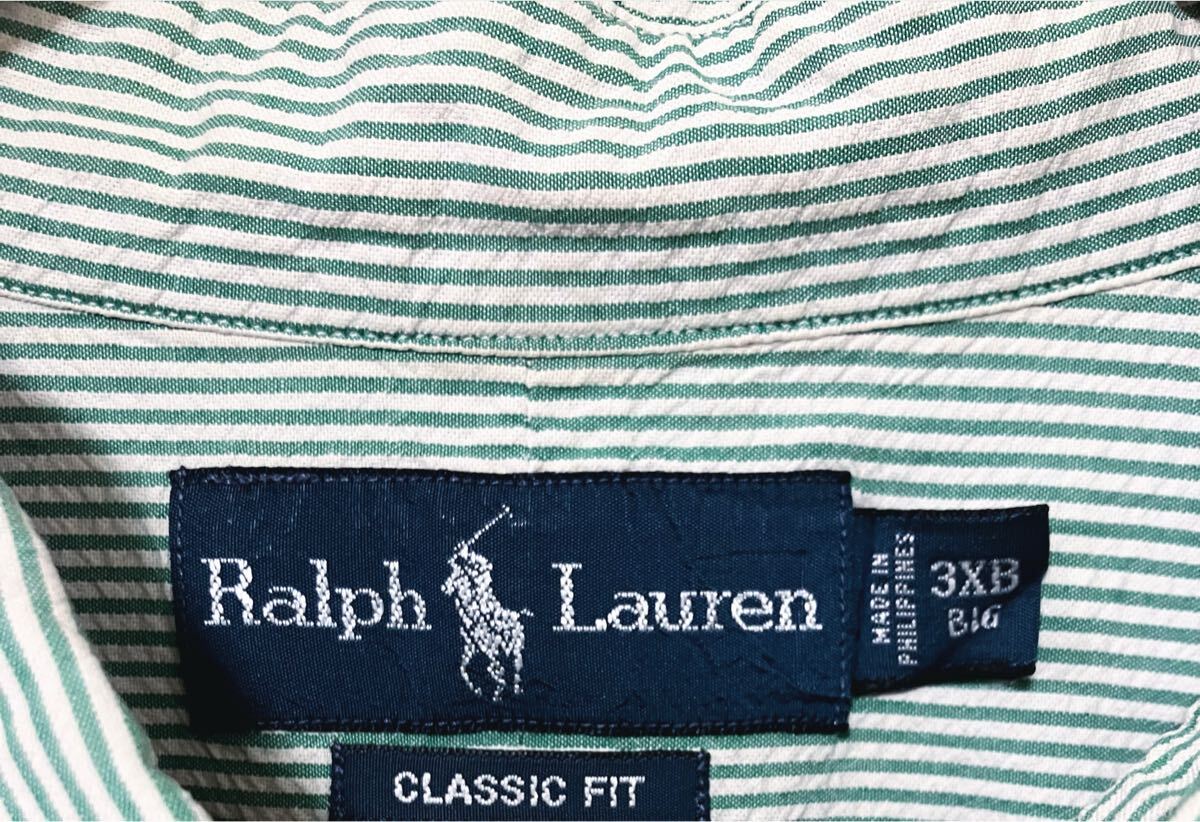 Ralph Lauren
MADE IN
PHILIPPINES
3XB
BIG
CLASSIC FIT